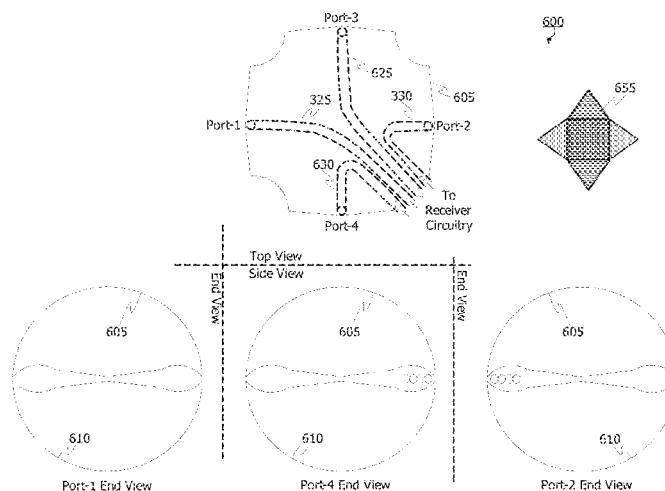 Port-3
600
625
605
655
325
330
Port-1
Port-2
630
To
Receiver
Circuitry
Port-4
Top View
Side View
End View
End View
605
605
605
610
610
610
Port-1 End View
Port-4 End View
Port-2 End View